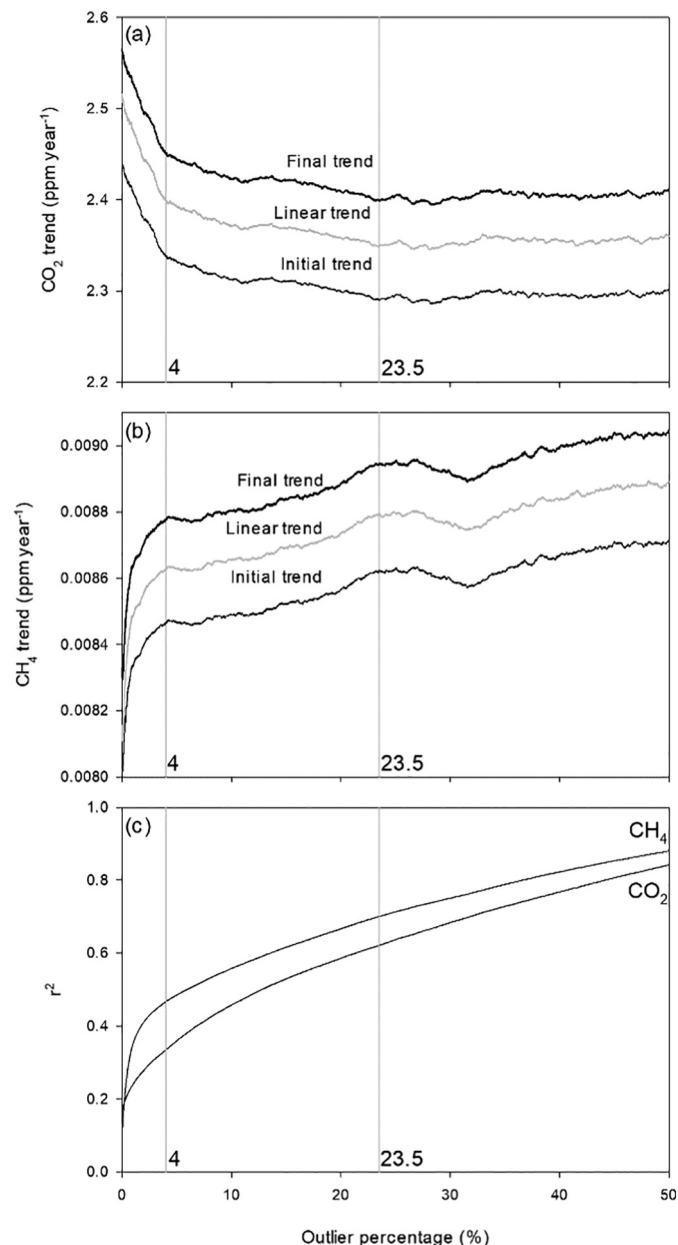 (a)
CO₂ trend (ppm year⁻¹)
2.6
2.5
2.4
2.3
2.2
Final trend
Linear trend
Initial trend
4
23.5
(b)
CH₄ trend (ppm year⁻¹)
0.0090
0.0088
0.0086
0.0084
0.0082
0.0080
Final trend
Linear trend
Initial trend
4
23.5
(c)
r²
1.0
0.8
0.6
0.4
0.2
0.0
CH₄
CO₂
4
23.5
0 10 20 30 40 50
Outlier percentage (%)